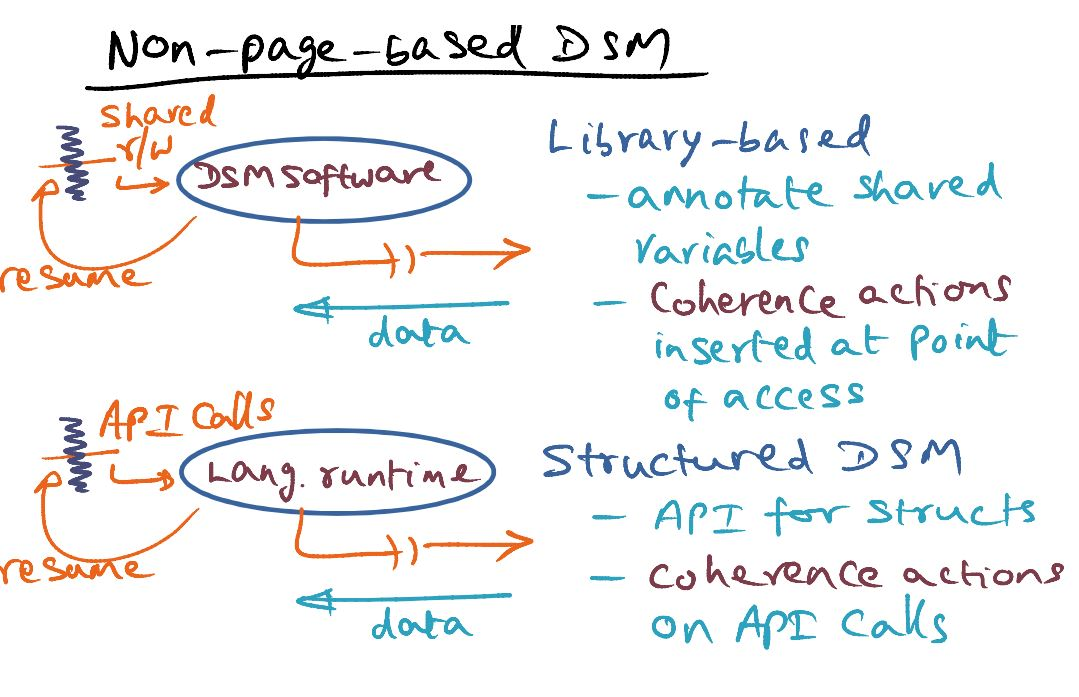 Non-page-based DSM
shared
r/w
DSM software
resume
data
Library-based
- annotate shared
variables
- Coherence actions
inserted at point
of access
API calls
Lang. runtime
resume
data
Structured DSM
- API for structs
- coherence actions
on API calls